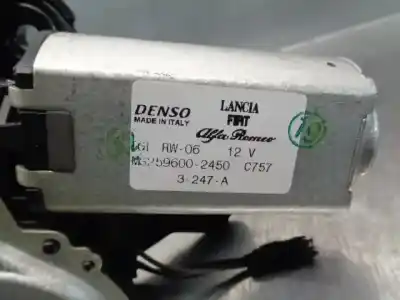 DENSO
MADE IN ITALY
LANCIA
FIAT
Alfa Romeo
RW-06 12 V
MS259600-2450 C757
3-247-A